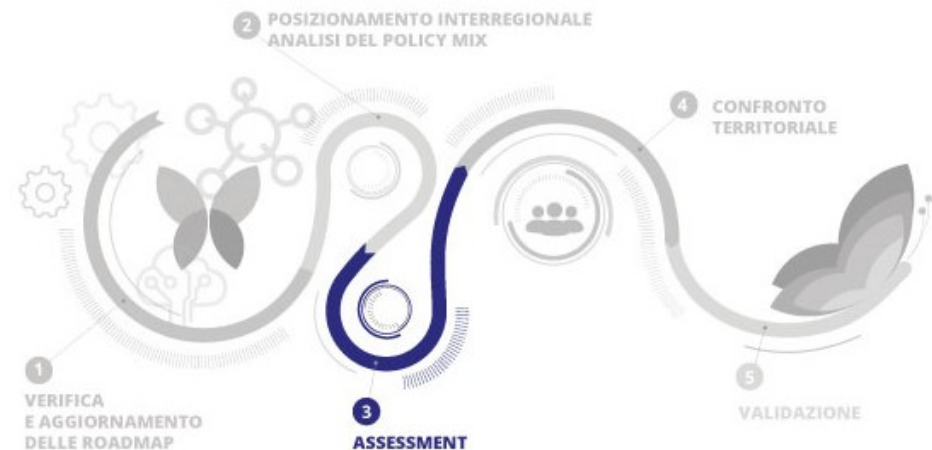 2 POSIZIONAMENTO INTERREGIONALE
ANALISI DEL POLICY MIX
4 CONFRONTO
TERRITORIALE
1
VERIFICA
E AGGIORNAMENTO
DELLE ROADMAP
3
ASSESSMENT
5
VALIDAZIONE